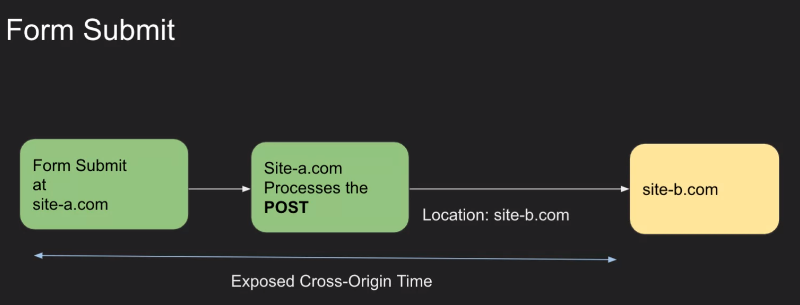 Form Submit
Form Submit
at
site-a.com
Site-a.com
Processes the
POST
Location: site-b.com
site-b.com
Exposed Cross-Origin Time